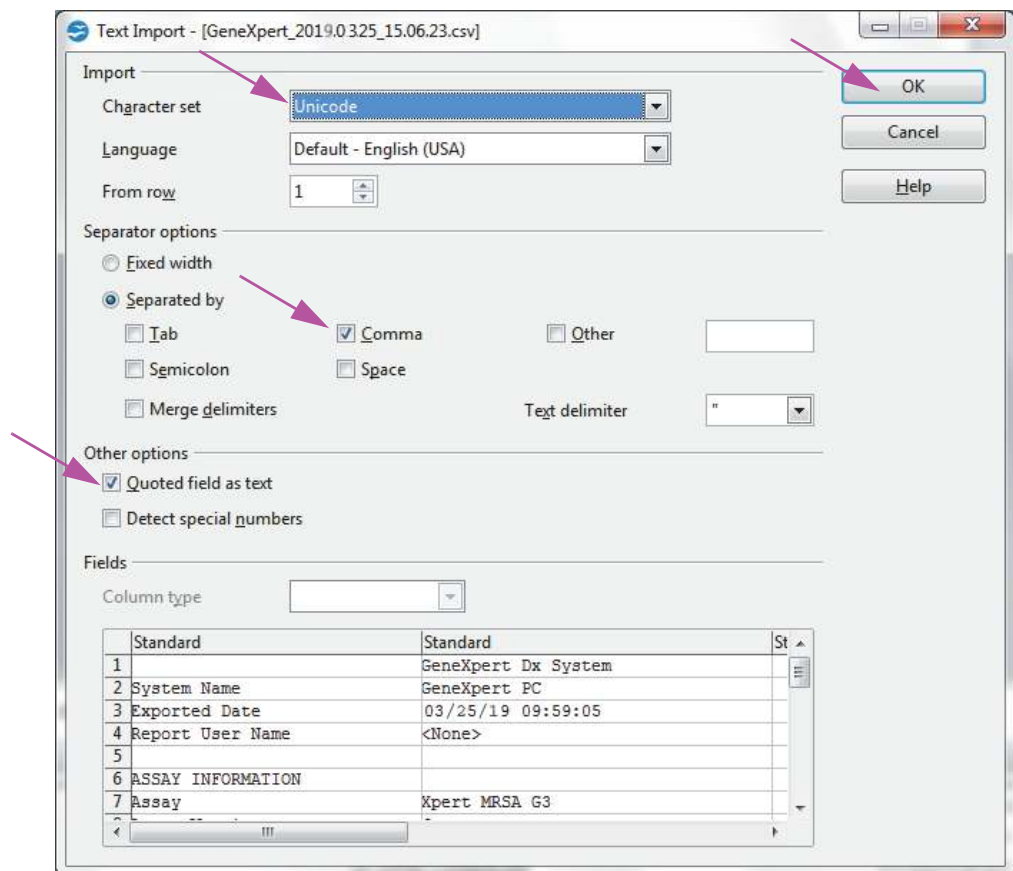 Text Import - [GeneXpert_2019.0325_15.06.23.csv]
Import
OK
Character set
Unicode
Cancel
Language
Default - English (USA)
Help
From row
1
Separator options
Fixed width
Separated by
Tab
Comma
Other
Semicolon
Space
Merge delimiters
Text delimiter
"
Other options
Quoted field as text
Detect special numbers
Fields
Column type
Standard Standard St
1 GeneXpert Dx System
2 System Name GeneXpert PC
3 Exported Date 03/25/19 09:59:05
4 Report User Name <None>
5
6 ASSAY INFORMATION
7 Assay Xpert MRSA G3